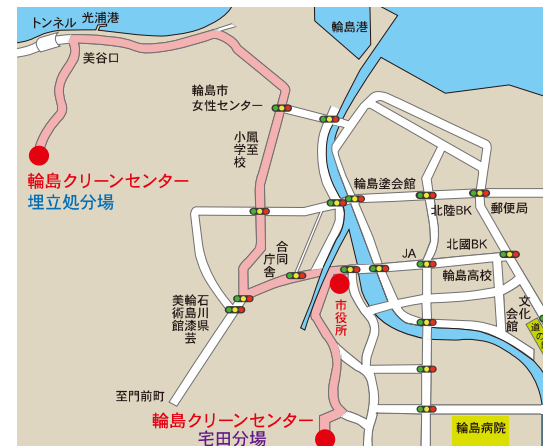 トンネル
光浦港
輪島港
美谷口
輪島市
女性センター
鳳至
小学校
輪島クリーンセンター
埋立処分場
輪島塗会館
北陸BK
郵便局
合同
庁舎
JA
北國BK
輪島高校
市役所
文化
会館
石川県
輪島漆芸
美術館
至門前町
輪島クリーンセンター
宅田分場
輪島病院